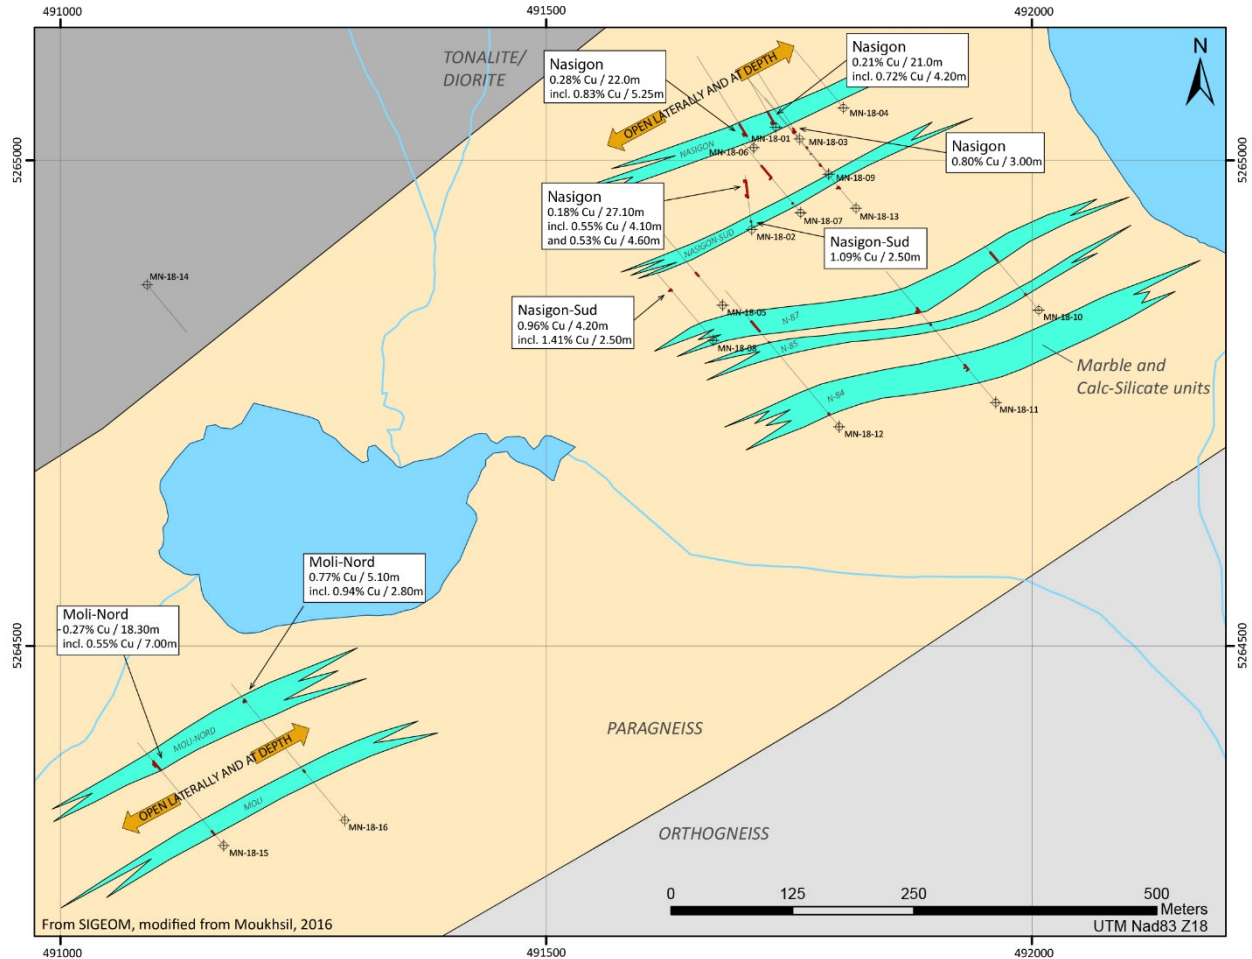 491000
491500
492000
TONALITE/
DIORITE
Nasigon
0.28% Cu / 22.0m
incl. 0.83% Cu / 5.25m
OPEN LATERALLY AND AT DEPTH
Nasigon
0.21% Cu / 21.0m
incl. 0.72% Cu / 4.20m
N
MN-18-04
NASIGON
MN-18-01
MN-18-06
MN-18-03
Nasigon
0.80% Cu / 3.00m
5265000
5265000
MN-18-09
Nasigon
0.18% Cu / 27.10m
incl. 0.55% Cu / 4.10m
and 0.53% Cu / 4.60m
MN-18-07
MN-18-13
MN-18-02
NASIGON-SUD
Nasigon-Sud
1.09% Cu / 2.50m
MN-18-14
Nasigon-Sud
0.96% Cu / 4.20m
incl. 1.41% Cu / 2.50m
MN-18-05
N-87
MN-18-10
MN-18-08
N-85
Marble and
Calc-Silicate units
N-84
MN-18-11
MN-18-12
Moli-Nord
0.77% Cu / 5.10m
incl. 0.94% Cu / 2.80m
Moli-Nord
0.27% Cu / 18.30m
incl. 0.55% Cu / 7.00m
5264500
5264500
MOLI-NORD
OPEN LATERALLY AND AT DEPTH
PARAGNEISS
MOLI
MN-18-16
MN-18-15
ORTHOGNEISS
0
125
250
500
Meters
From SIGEOM, modified from Moukhsil, 2016
UTM Nad83 Z18
491000
491500
492000